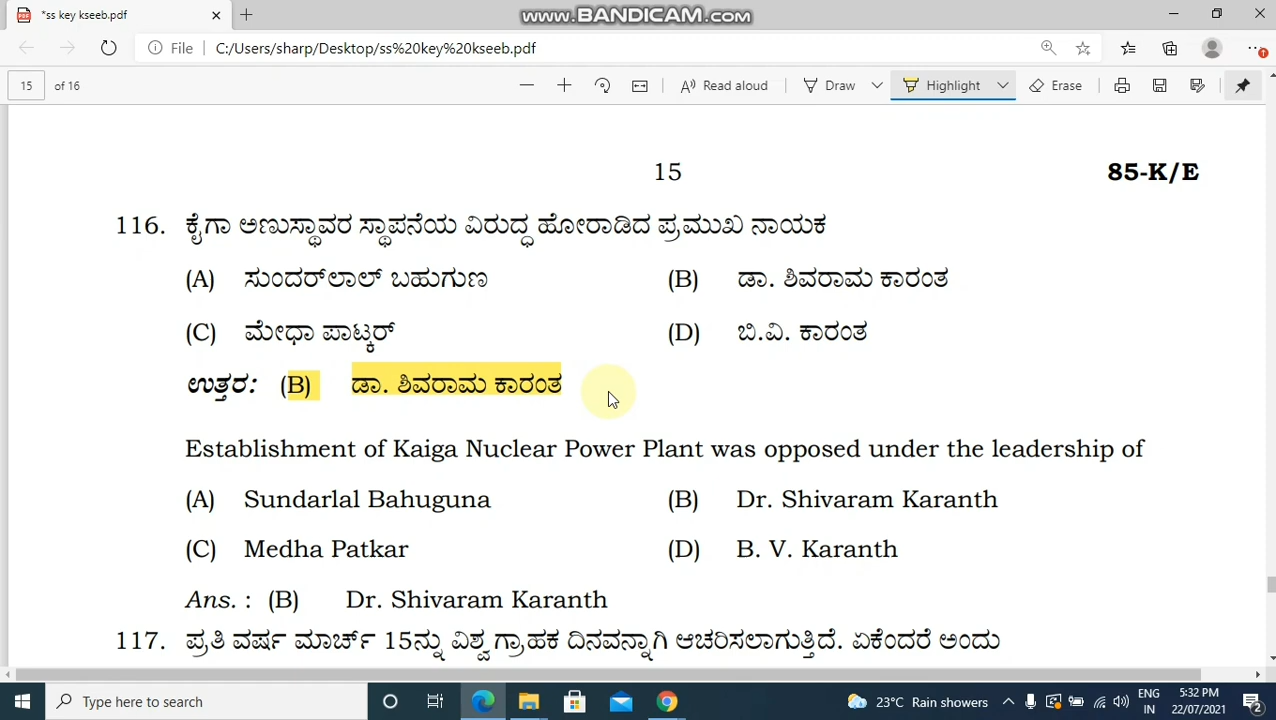 *ss key kseeb.pdf
www.BANDICAM.com
File | C:/Users/sharp/Desktop/ss%20key%20kseeb.pdf
15 of 16 Read aloud Draw Highlight Erase
15 85-K/E
116. ಕೈಗಾ ಅಣುಸ್ಥಾವರ ಸ್ಥಾಪನೆಯ ವಿರುದ್ಧ ಹೋರಾಡಿದ ಪ್ರಮುಖ ನಾಯಕ
(A) ಸುಂದರ್‌ಲಾಲ್ ಬಹುಗುಣ (B) ಡಾ. ಶಿವರಾಮ ಕಾರಂತ
(C) ಮೇಧಾ ಪಾಟ್ಕರ್ (D) ಬಿ.ವಿ. ಕಾರಂತ
ಉತ್ತರ: (B) ಡಾ. ಶಿವರಾಮ ಕಾರಂತ
Establishment of Kaiga Nuclear Power Plant was opposed under the leadership of
(A) Sundarlal Bahuguna (B) Dr. Shivaram Karanth
(C) Medha Patkar (D) B. V. Karanth
Ans. : (B) Dr. Shivaram Karanth
117. ಪ್ರತಿ ವರ್ಷ ಮಾರ್ಚ್ 15ನ್ನು ವಿಶ್ವ ಗ್ರಾಹಕ ದಿನವನ್ನಾಗಿ ಆಚರಿಸಲಾಗುತ್ತಿದೆ. ಏಕೆಂದರೆ ಅಂದು
Type here to search 23°C Rain showers ENG IN 5:32 PM 22/07/2021 2